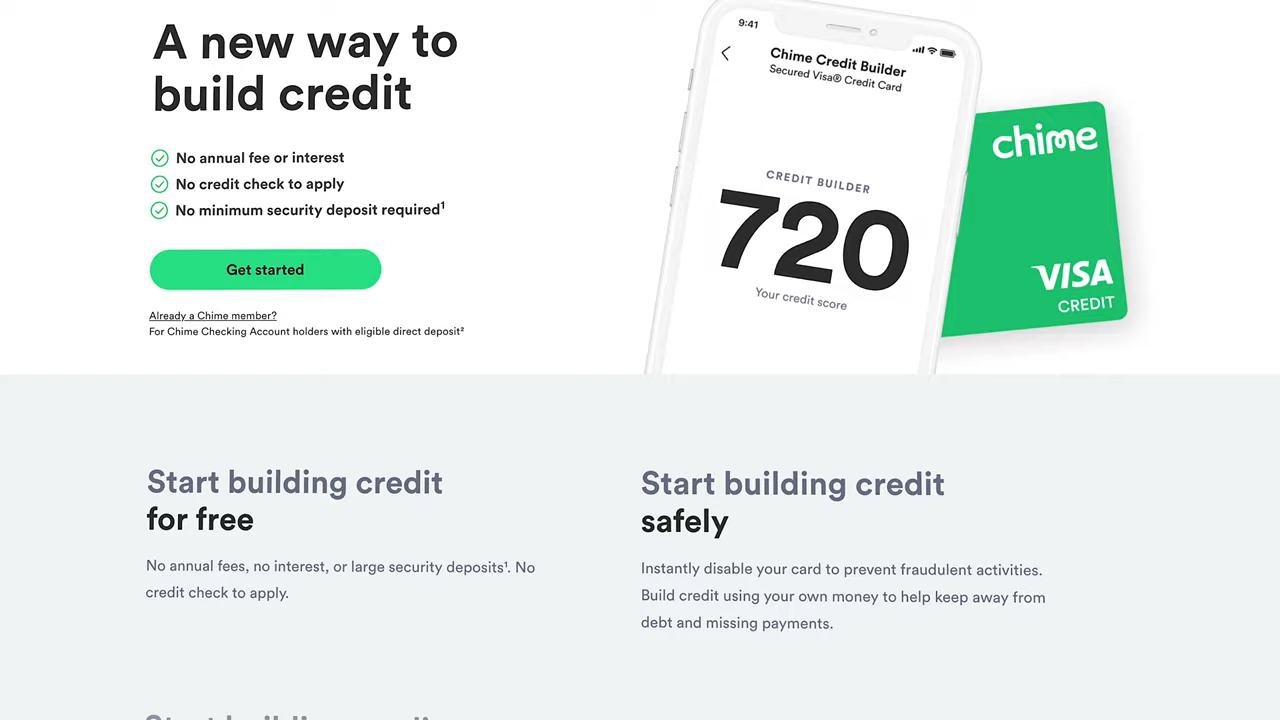 A new way to
build credit
No annual fee or interest
No credit check to apply
No minimum security deposit required¹
Get started
Already a Chime member?
For Chime Checking Account holders with eligible direct deposit²
9:41
Chime Credit Builder
Secured Visa® Credit Card
CREDIT BUILDER
720
Your credit score
chime
VISA
CREDIT
Start building credit
for free
No annual fees, no interest, or large security deposits¹. No
credit check to apply.
Start building credit
safely
Instantly disable your card to prevent fraudulent activities.
Build credit using your own money to help keep away from
debt and missing payments.